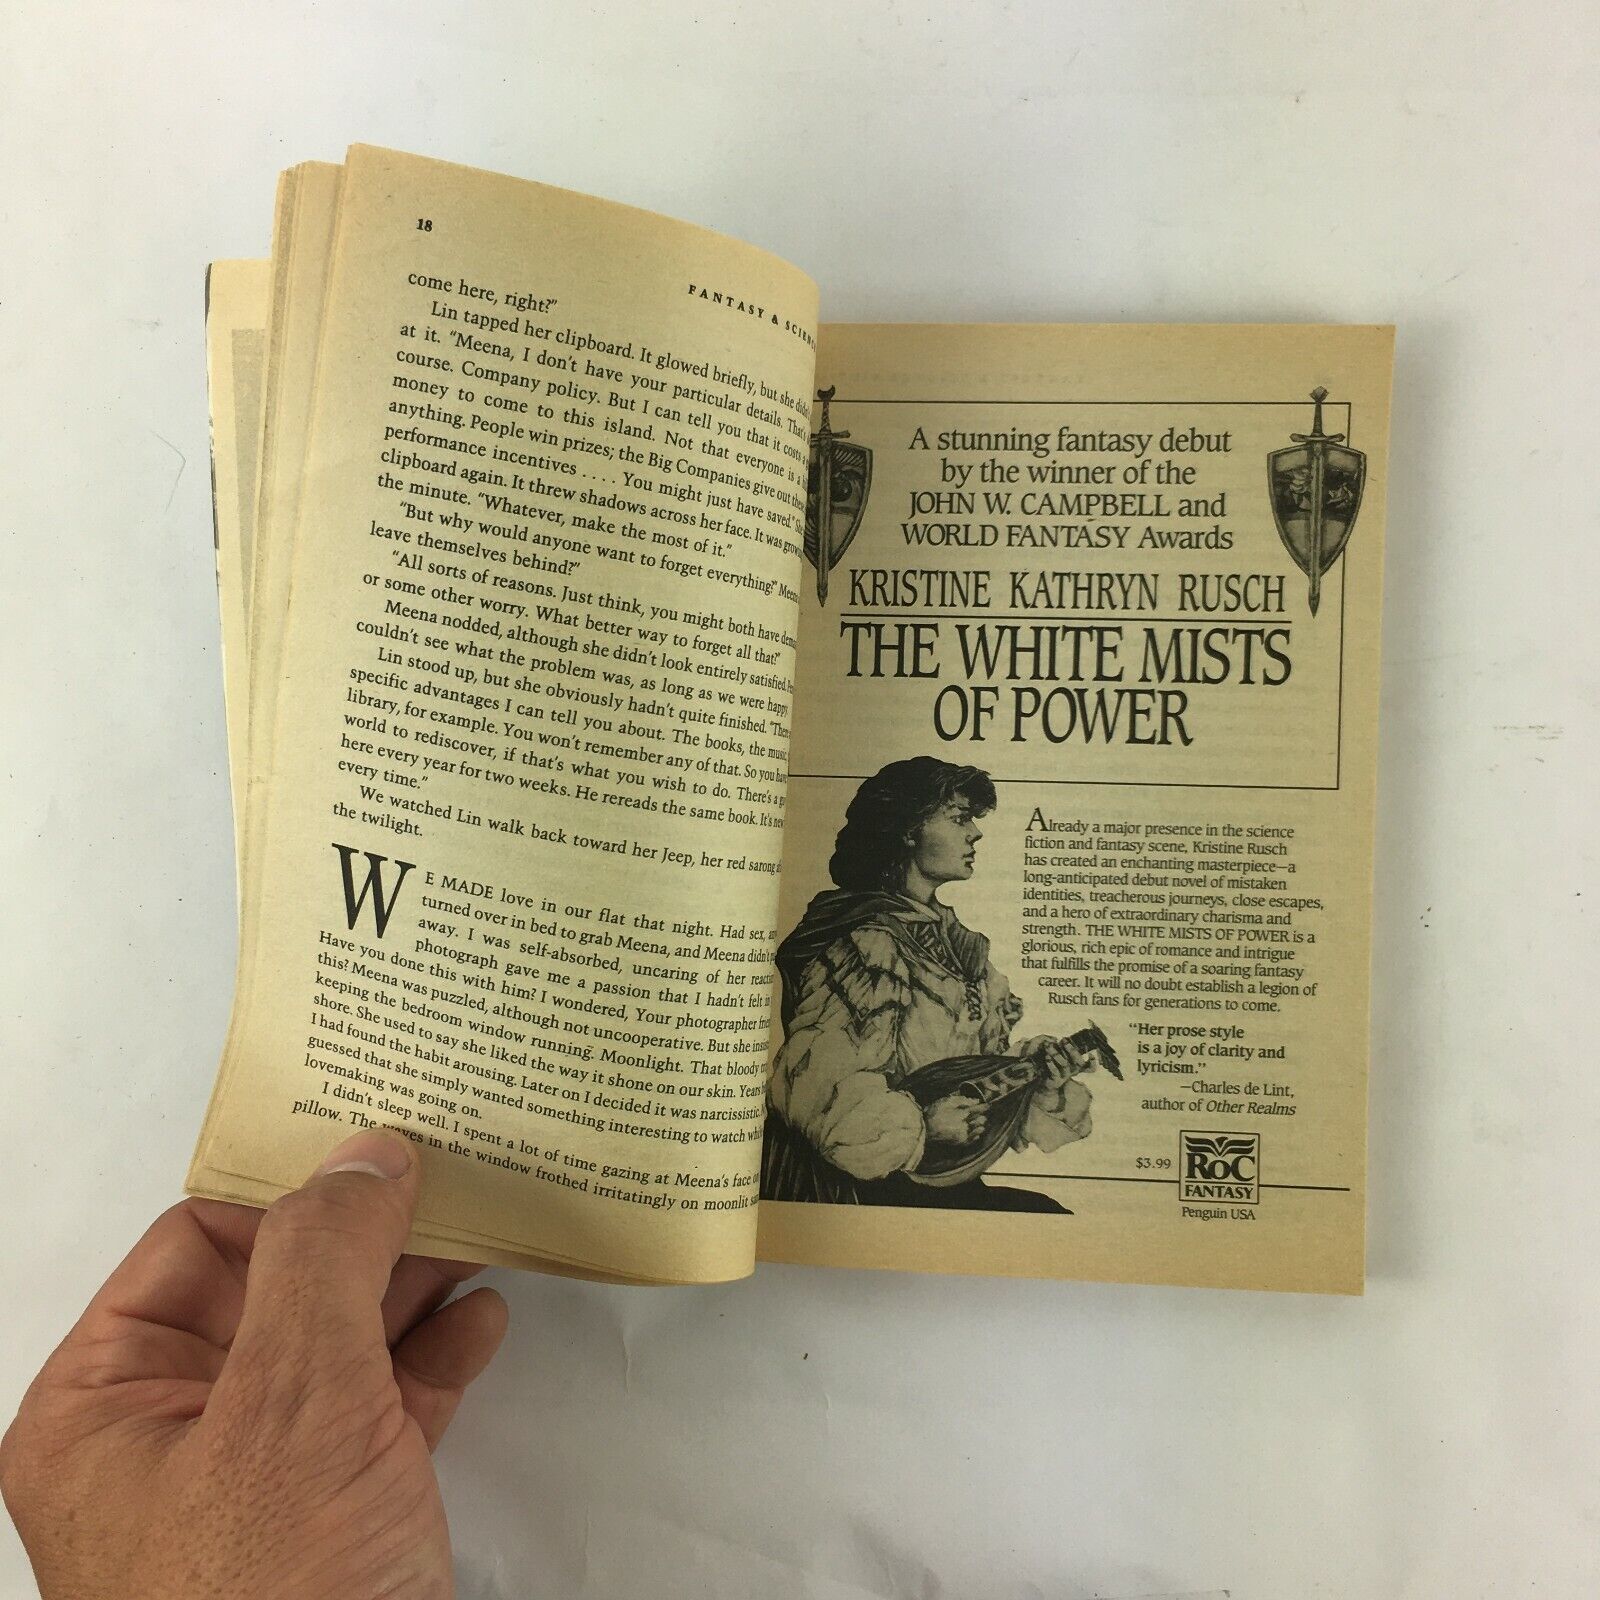 18
FANTASY & SCIENC
come here, right?"
Lin tapped her clipboard. It glowed briefly, but she didn't
at it. "Meena, I don't have your particular details. That's
course. Company policy. But I can tell you that it costs a
money to come to this island. Not that everyone is a
anything. People win prizes; the Big Companies give out these
performance incentives . . . . You might just have saved." She
clipboard again. It threw shadows across her face. It was growing
the minute. "Whatever, make the most of it."
"But why would anyone want to forget everything?" Meena
leave themselves behind?"
"All sorts of reasons. Just think, you might both have
or some other worry. What better way to forget all that?"
Meena nodded, although she didn't look entirely satisfied.
couldn't see what the problem was, as long as we were happy
Lin stood up, but she obviously hadn't quite finished. "There
specific advantages I can tell you about. The books, the music,
library, for example. You won't remember any of that. So you have
world to rediscover, if that's what you wish to do. There's a
here every year for two weeks. He rereads the same book. It's new
every time."
We watched Lin walk back toward her Jeep, her red sarong
the twilight.
WE MADE love in our flat that night. Had sex,
turned over in bed to grab Meena, and Meena didn't
away. I was self-absorbed, uncaring of her
photograph gave me a passion that I hadn't felt in
Have you done this with him? I wondered, Your photographer
this? Meena was puzzled, although not uncooperative. But she
keeping the bedroom window running. Moonlight. That bloody
shore. She used to say she liked the way it shone on our skin. Years
I had found the habit arousing. Later on I decided it was narcissistic.
guessed that she simply wanted something interesting to watch
lovemaking was going on.
I didn't sleep well. I spent a lot of time gazing at Meena's face on
pillow. The waves in the window frothed irritatingly on moonlit
A stunning fantasy debut
by the winner of the
JOHN W. CAMPBELL and
WORLD FANTASY Awards
KRISTINE KATHRYN RUSCH
THE WHITE MISTS
OF POWER
Already a major presence in the science
fiction and fantasy scene, Kristine Rusch
has created an enchanting masterpiece—a
long-anticipated debut novel of mistaken
identities, treacherous journeys, close escapes,
and a hero of extraordinary charisma and
strength. THE WHITE MISTS OF POWER is a
glorious, rich epic of romance and intrigue
that fulfills the promise of a soaring fantasy
career. It will no doubt establish a legion of
Rusch fans for generations to come.
"Her prose style
is a joy of clarity and
lyricism."
—Charles de Lint,
author of Other Realms
$3.99
ROC
FANTASY
Penguin USA